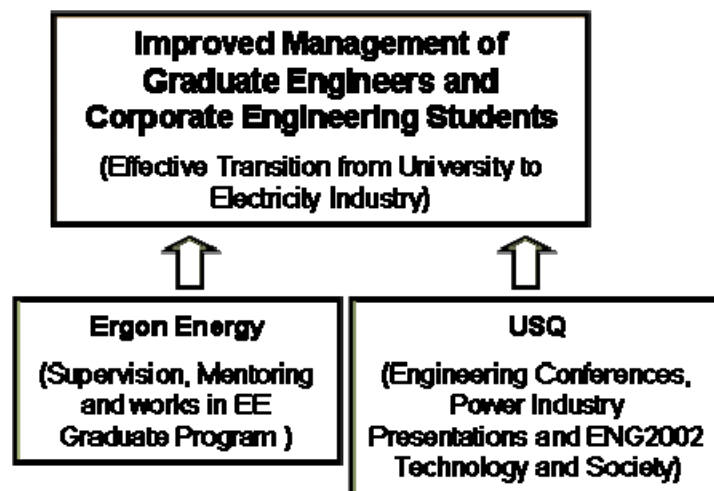 Improved Management of
Graduate Engineers and
Corporate Engineering Students
(Effective Transition from University to
Electricity Industry)
Ergon Energy
(Supervision, Mentoring
and works in EE
Graduate Program )
USQ
(Engineering Conferences,
Power Industry
Presentations and ENG2002
Technology and Society)